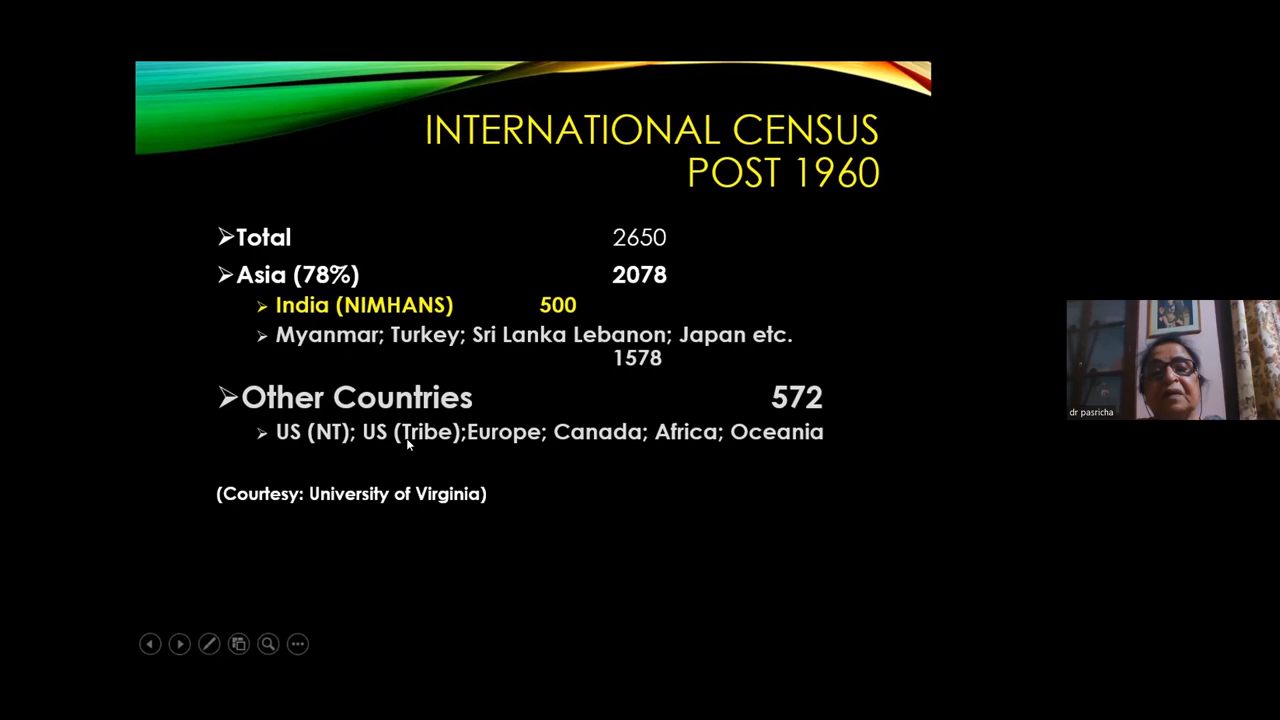 INTERNATIONAL CENSUS
POST 1960
Total 2650
Asia (78%) 2078
India (NIMHANS) 500
Myanmar; Turkey; Sri Lanka Lebanon; Japan etc.
1578
Other Countries 572
US (NT); US (Tribe);Europe; Canada; Africa; Oceania
(Courtesy: University of Virginia)
dr pasricha